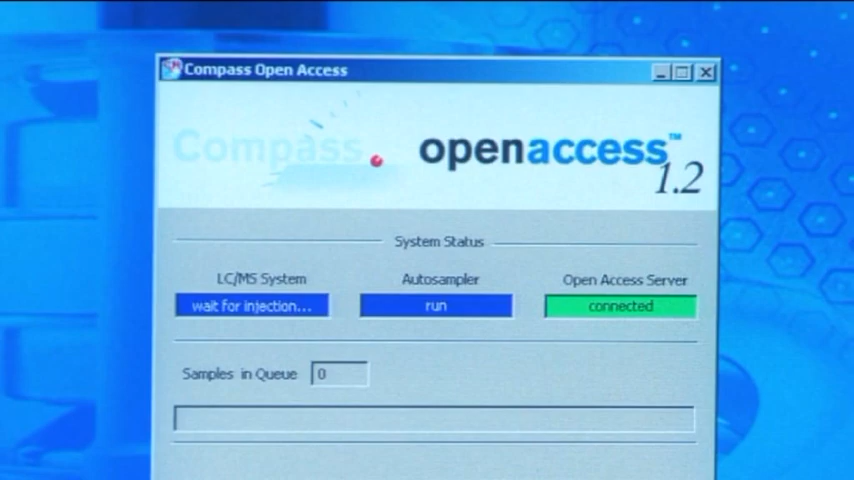 Compass Open Access
Compass openaccess™
1.2
System Status
LC/MS System Autosampler Open Access Server
wait for injection... run connected
Samples in Queue 0